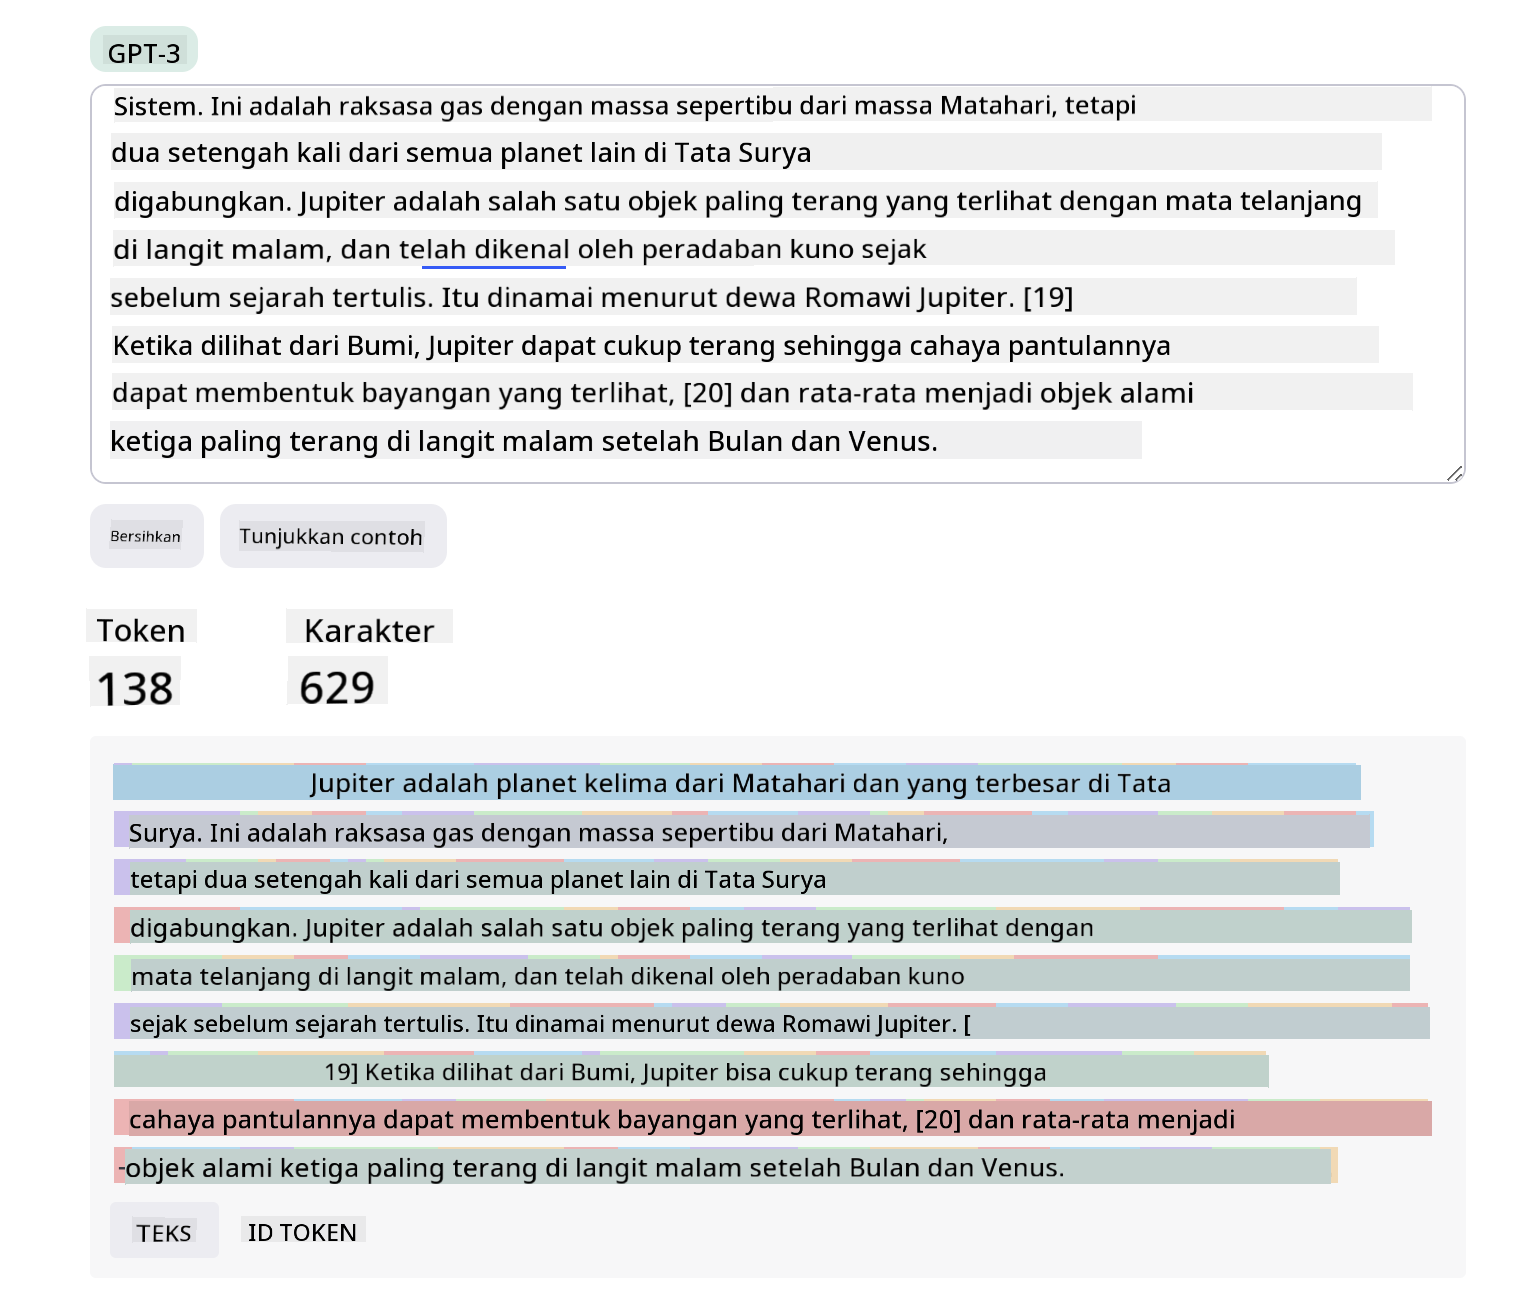 GPT-3
Sistem. Ini adalah raksasa gas dengan massa sepertibu dari massa Matahari, tetapi
dua setengah kali dari semua planet lain di Tata Surya
digabungkan. Jupiter adalah salah satu objek paling terang yang terlihat dengan mata telanjang
di langit malam, dan telah dikenal oleh peradaban kuno sejak
sebelum sejarah tertulis. Itu dinamai menurut dewa Romawi Jupiter. [19]
Ketika dilihat dari Bumi, Jupiter dapat cukup terang sehingga cahaya pantulannya
dapat membentuk bayangan yang terlihat, [20] dan rata-rata menjadi objek alami
ketiga paling terang di langit malam setelah Bulan dan Venus.
Bersihkan Tunjukkan contoh
Token Karakter
138 629
Jupiter adalah planet kelima dari Matahari dan yang terbesar di Tata
Surya. Ini adalah raksasa gas dengan massa sepertibu dari Matahari,
tetapi dua setengah kali dari semua planet lain di Tata Surya
digabungkan. Jupiter adalah salah satu objek paling terang yang terlihat dengan
mata telanjang di langit malam, dan telah dikenal oleh peradaban kuno
sejak sebelum sejarah tertulis. Itu dinamai menurut dewa Romawi Jupiter. [
19] Ketika dilihat dari Bumi, Jupiter bisa cukup terang sehingga
cahaya pantulannya dapat membentuk bayangan yang terlihat, [20] dan rata-rata menjadi
-objek alami ketiga paling terang di langit malam setelah Bulan dan Venus.
TEKS ID TOKEN